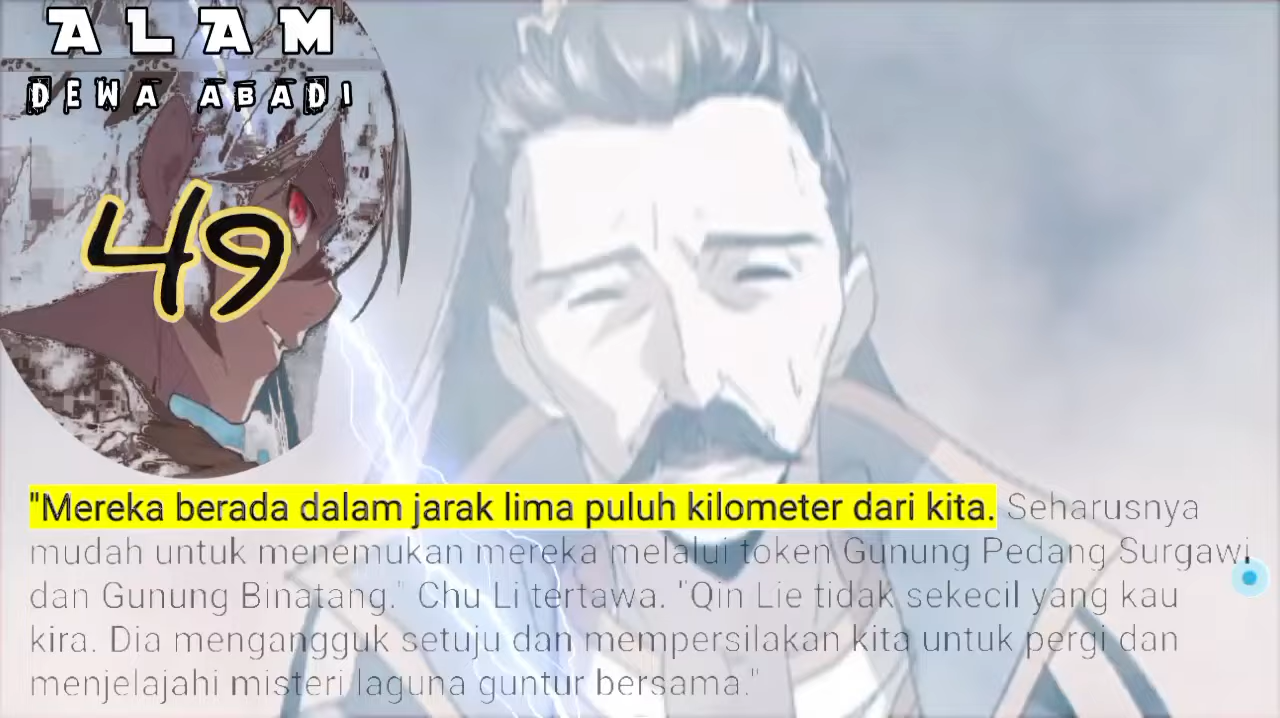 ALAM
DEWA ABADI
49
"Mereka berada dalam jarak lima puluh kilometer dari kita. Seharusnya
mudah untuk menemukan mereka melalui token Gunung Pedang Surgawi
dan Gunung Binatang." Chu Li tertawa. "Qin Lie tidak sekecil yang kau
kira. Dia mengangguk setuju dan mempersilakan kita untuk pergi dan
menjelajahi misteri laguna guntur bersama."